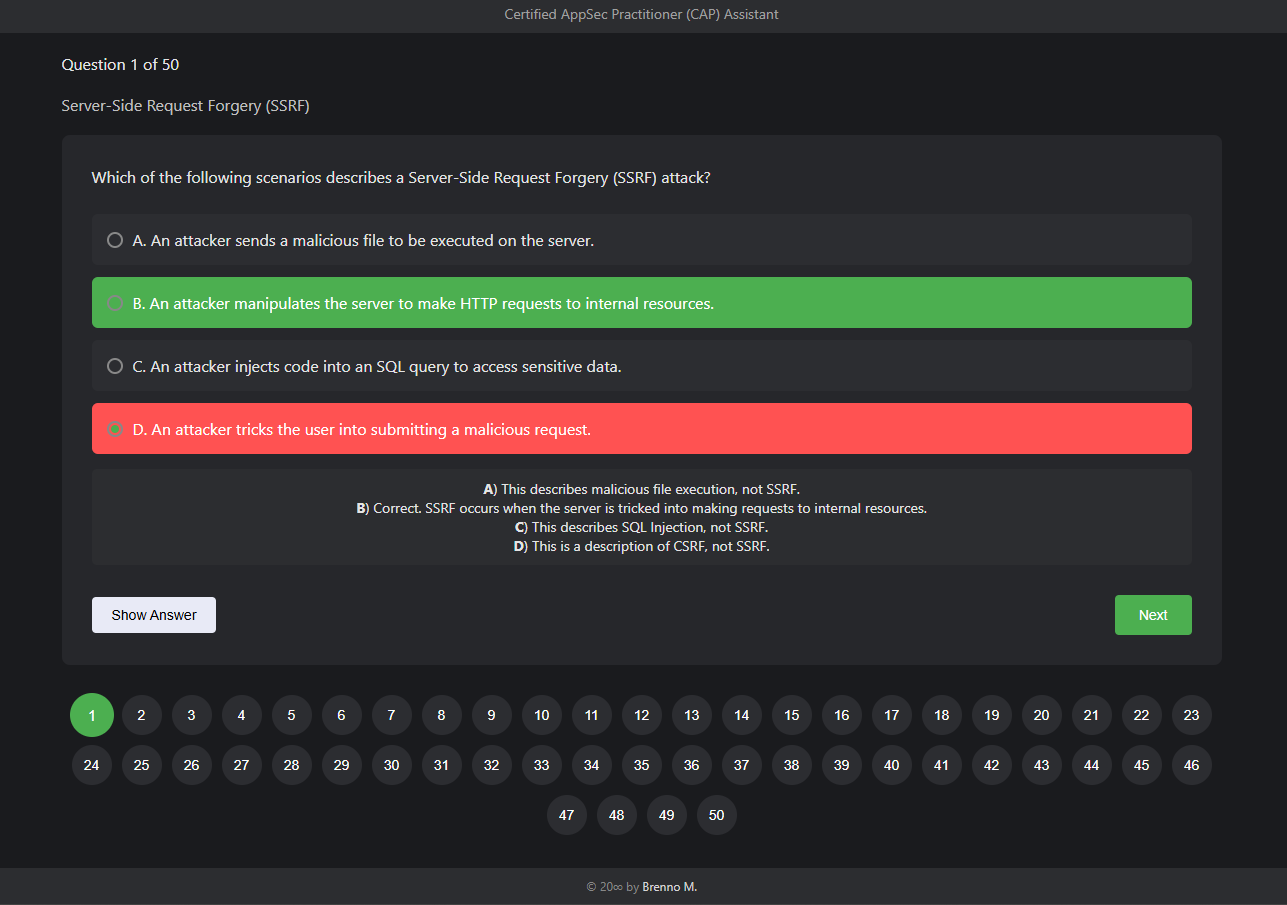 Certified AppSec Practitioner (CAP) Assistant
Question 1 of 50
Server-Side Request Forgery (SSRF)
Which of the following scenarios describes a Server-Side Request Forgery (SSRF) attack?
A. An attacker sends a malicious file to be executed on the server.
B. An attacker manipulates the server to make HTTP requests to internal resources.
C. An attacker injects code into an SQL query to access sensitive data.
D. An attacker tricks the user into submitting a malicious request.
A) This describes malicious file execution, not SSRF.
B) Correct. SSRF occurs when the server is tricked into making requests to internal resources.
C) This describes SQL Injection, not SSRF.
D) This is a description of CSRF, not SSRF.
Show Answer Next
1 2 3 4 5 6 7 8 9 10 11 12 13 14 15 16 17 18 19 20 21 22 23
24 25 26 27 28 29 30 31 32 33 34 35 36 37 38 39 40 41 42 43 44 45 46
47 48 49 50
© 20∞ by Brenno M.